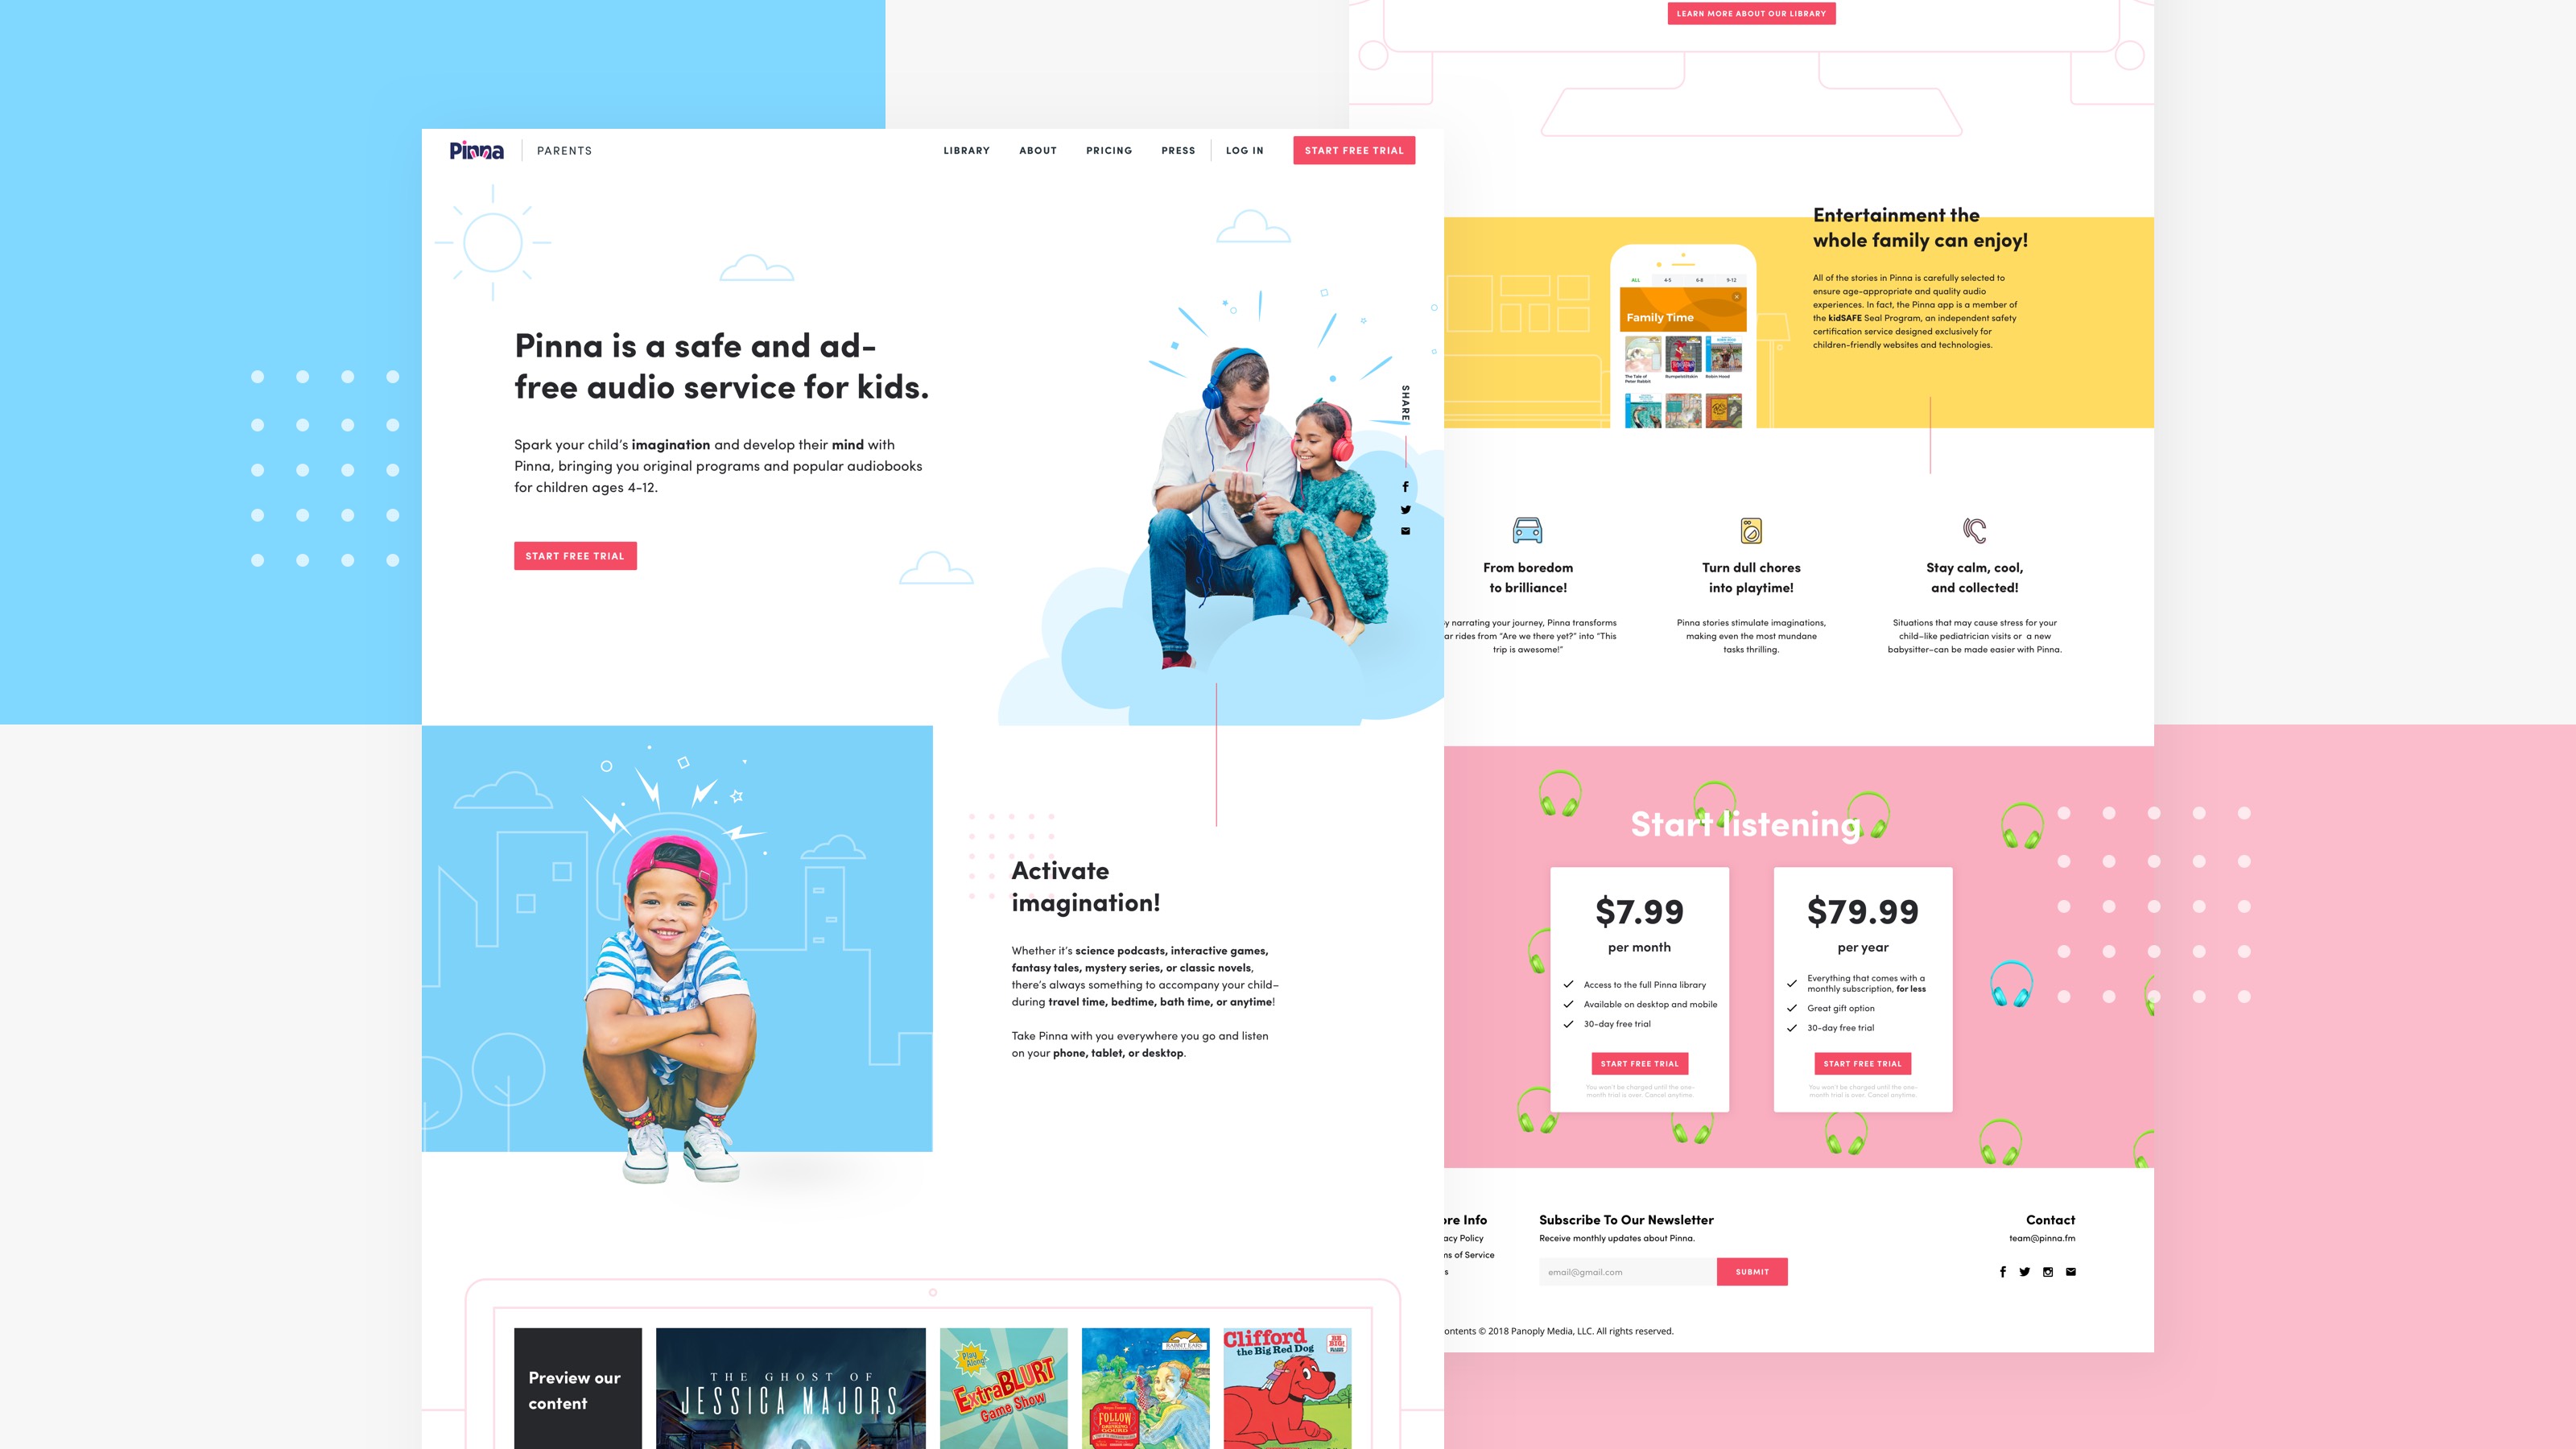 Pinna
PARENTS
LIBRARY
ABOUT
PRICING
PRESS
LOG IN
START FREE TRIAL
Pinna is a safe and ad-
free audio service for kids.
Spark your child's imagination and develop their mind with
Pinna, bringing you original programs and popular audiobooks
for children ages 4-12.
START FREE TRIAL
SHARE
Activate
imagination!
Whether it's science podcasts, interactive games,
fantasy tales, mystery series, or classic novels,
there's always something to accompany your child–
during travel time, bedtime, bath time, or anytime!
Take Pinna with you everywhere you go and listen
on your phone, tablet, or desktop.
Preview our
content
THE GHOST OF
JESSICA MAJORS
Play
Along!
ExtraBLURT
Game Show
RABBIT EARS
FOLLOW
THE DRINKING
GOURD
Clifford
the Big Red Dog
BE
BIG!
LEARN MORE ABOUT OUR LIBRARY
Entertainment the
whole family can enjoy!
All of the stories in Pinna is carefully selected to
ensure age-appropriate and quality audio
experiences. In fact, the Pinna app is a member of
the kidSAFE Seal Program, an independent safety
certification service designed exclusively for
children-friendly websites and technologies.
ALL
4-5
6-8
9-12
Family Time
The Tale of
Peter Rabbit
Rumpelstiltskin
Robin Hood
From boredom
to brilliance!
y narrating your journey, Pinna transforms
ar rides from "Are we there yet?" into "This
trip is awesome!"
Turn dull chores
into playtime!
Pinna stories stimulate imaginations,
making even the most mundane
tasks thrilling.
Stay calm, cool,
and collected!
Situations that may cause stress for your
child–like pediatrician visits or a new
babysitter–can be made easier with Pinna.
Start listening
$7.99
per month
Access to the full Pinna library
Available on desktop and mobile
30-day free trial
START FREE TRIAL
You won't be charged until the one-
month trial is over. Cancel anytime.
$79.99
per year
Everything that comes with a
monthly subscription, for less
Great gift option
30-day free trial
START FREE TRIAL
You won't be charged until the one-
month trial is over. Cancel anytime.
ore Info
acy Policy
ms of Service
s
Subscribe To Our Newsletter
Receive monthly updates about Pinna.
email@gmail.com
SUBMIT
Contact
team@pinna.fm
ontents © 2018 Panoply Media, LLC. All rights reserved.